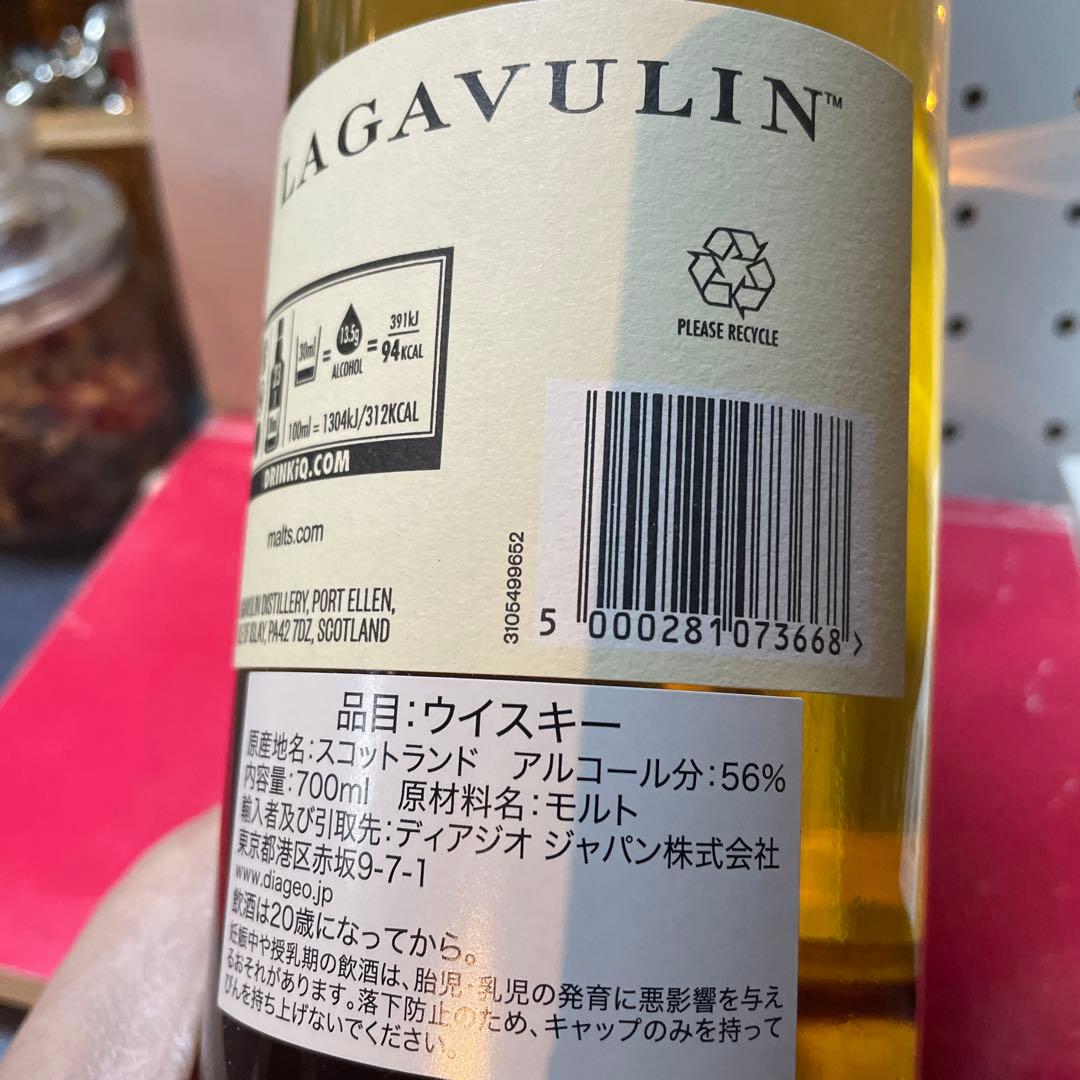 LAGAVULIN™
PLEASE RECYCLE
30ml = 13.5g ALCOHOL = 391kJ 94KCAL
100ml = 1304kJ/312KCAL
DRINKiQ.COM
malts.com
DISTILLERY, PORT ELLEN,
ISLAY, PA42 7DZ, SCOTLAND
3105499652
5 000281 073668 >
品目:ウイスキー
原産地名:スコットランド アルコール分:56%
内容量:700ml 原材料名:モルト
輸入者及び引取先:ディアジオ ジャパン株式会社
東京都港区赤坂9-7-1
www.diageo.jp
飲酒は20歳になってから。
妊娠中や授乳期の飲酒は、胎児・乳児の発育に悪影響を与え
るおそれがあります。落下防止のため、キャップのみを持って
びんを持ち上げないでください。